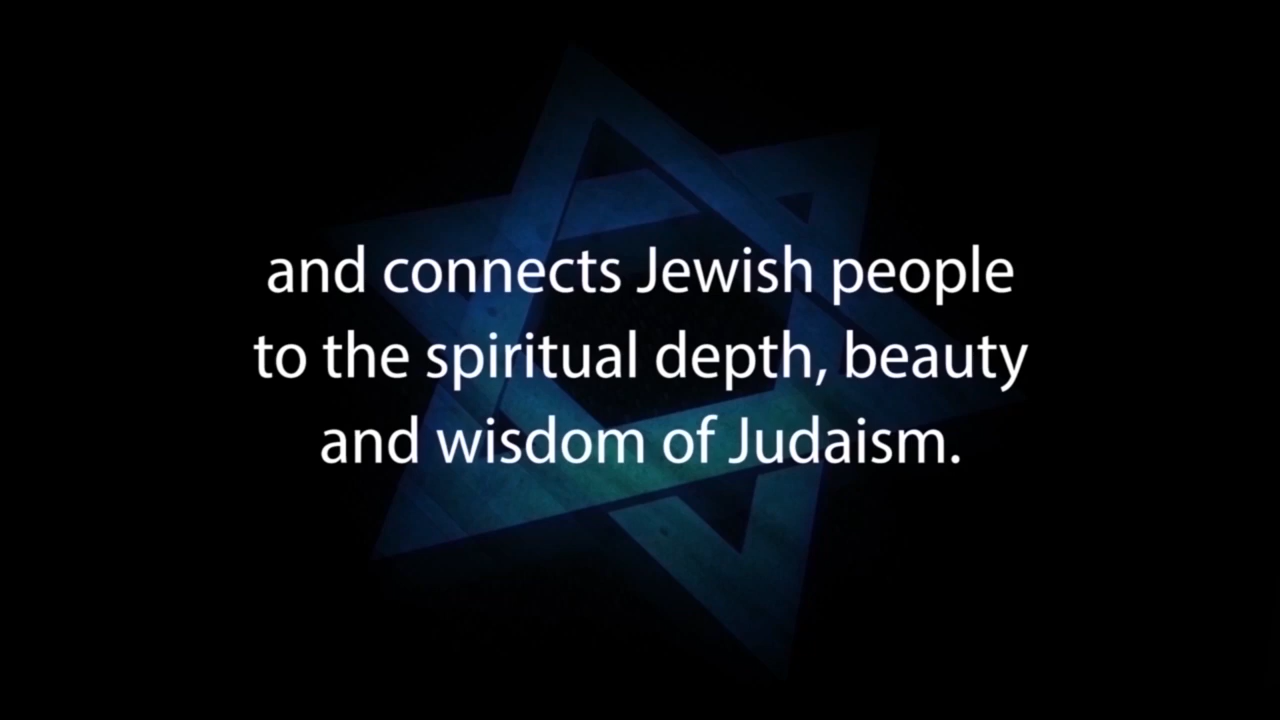 and connects Jewish people
to the spiritual depth, beauty
and wisdom of Judaism.